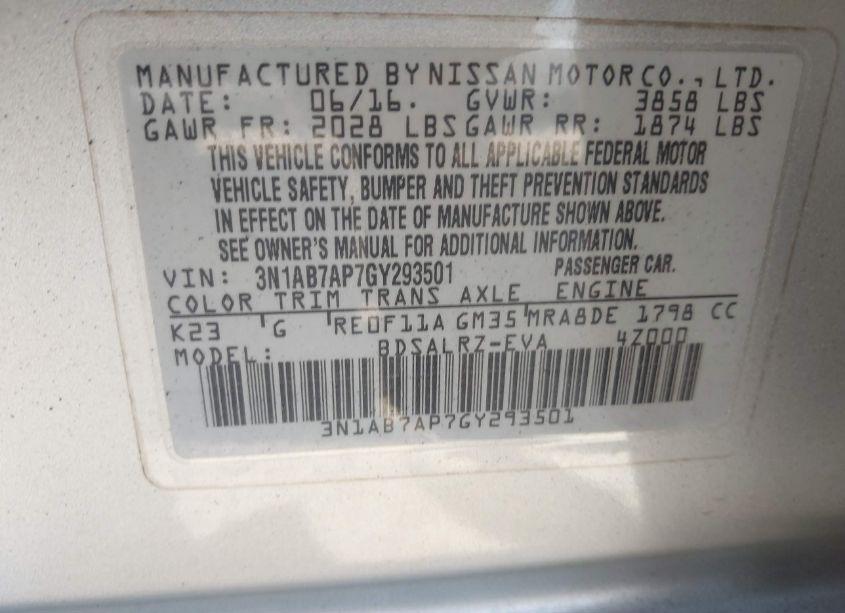 MANUFACTURED BY NISSAN MOTOR CO., LTD.
DATE: 06/16. GVWR: 3858 LBS
GAWR FR: 2028 LBS GAWR RR: 1874 LBS
THIS VEHICLE CONFORMS TO ALL APPLICABLE FEDERAL MOTOR
VEHICLE SAFETY, BUMPER AND THEFT PREVENTION STANDARDS
IN EFFECT ON THE DATE OF MANUFACTURE SHOWN ABOVE.
SEE OWNER'S MANUAL FOR ADDITIONAL INFORMATION.
VIN: 3N1AB7AP7GY293501 PASSENGER CAR.
COLOR TRIM TRANS AXLE ENGINE
K23 G RE0F11A GM35 MRA8DE 1798 CC
MODEL: BDSALRZ-EVA 4Z000
3N1AB7AP7GY293501